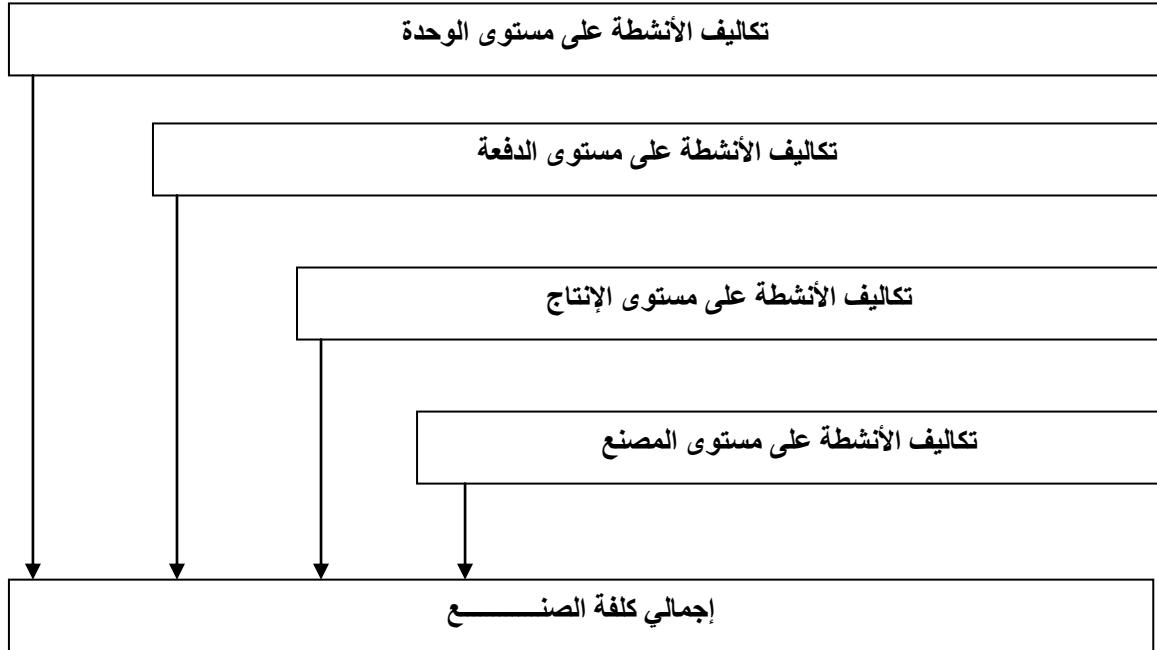 تكاليف الأنشطة على مستوى الوحدة
تكاليف الأنشطة على مستوى الدفعة
تكاليف الأنشطة على مستوى الإنتاج
تكاليف الأنشطة على مستوى المصنع
إجمالي كلفة الصنـــــــــــع